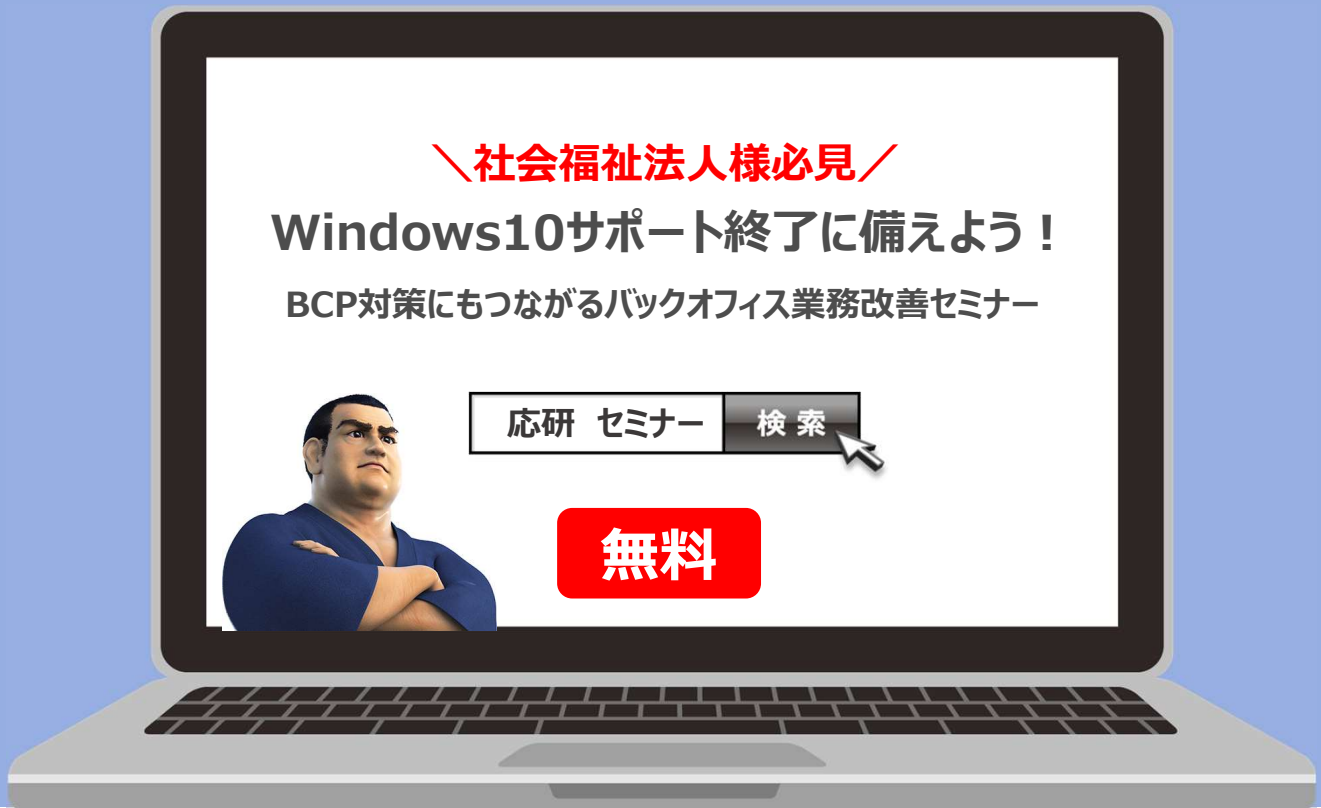 ＼社会福祉法人様必見／
Windows10サポート終了に備えよう！
BCP対策にもつながるバックオフィス業務改善セミナー
応研 セミナー 検索
無料